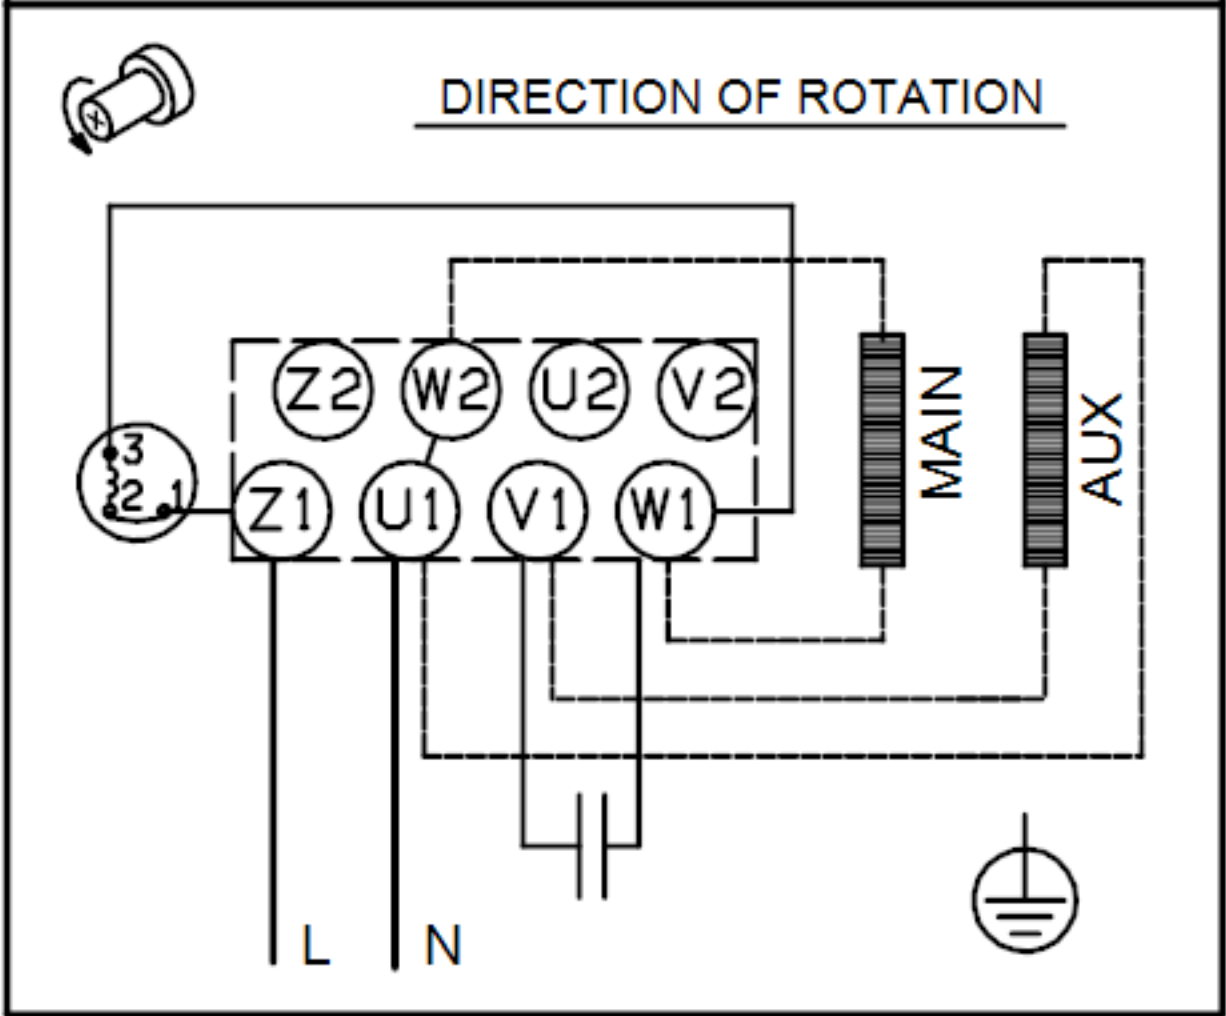 DIRECTION OF ROTATION
Z2 W2 U2 V2
MAIN
AUX
3
2 1
Z1 U1 V1 W1
L N